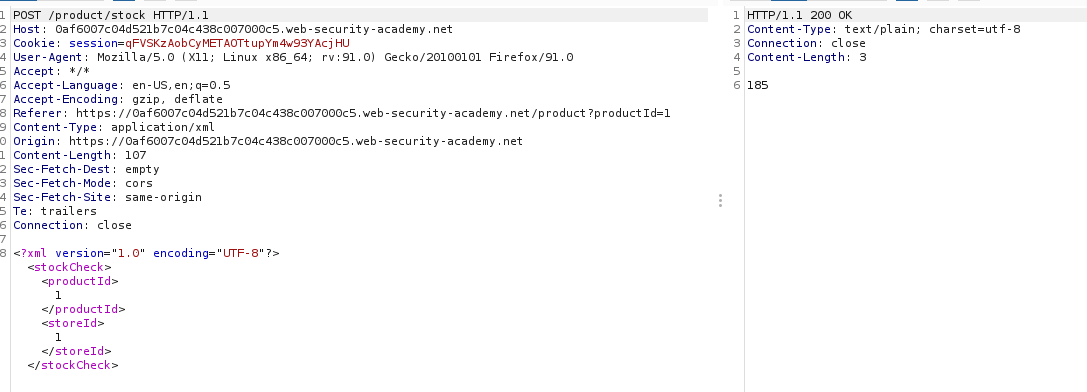 1 POST /product/stock HTTP/1.1
2 Host: 0af6007c04d521b7c04c438c007000c5.web-security-academy.net
3 Cookie: session=qFVSKzAobCyMETAOTtupYm4w93YAcjHU
4 User-Agent: Mozilla/5.0 (X11; Linux x86_64; rv:91.0) Gecko/20100101 Firefox/91.0
5 Accept: */*
6 Accept-Language: en-US,en;q=0.5
7 Accept-Encoding: gzip, deflate
8 Referer: https://0af6007c04d521b7c04c438c007000c5.web-security-academy.net/product?productId=1
9 Content-Type: application/xml
0 Origin: https://0af6007c04d521b7c04c438c007000c5.web-security-academy.net
1 Content-Length: 107
2 Sec-Fetch-Dest: empty
3 Sec-Fetch-Mode: cors
4 Sec-Fetch-Site: same-origin
5 Te: trailers
6 Connection: close
7
8 <?xml version="1.0" encoding="UTF-8"?>
<stockCheck>
<productId>
1
</productId>
<storeId>
1
</storeId>
</stockCheck>
1 HTTP/1.1 200 OK
2 Content-Type: text/plain; charset=utf-8
3 Connection: close
4 Content-Length: 3
5
6 185